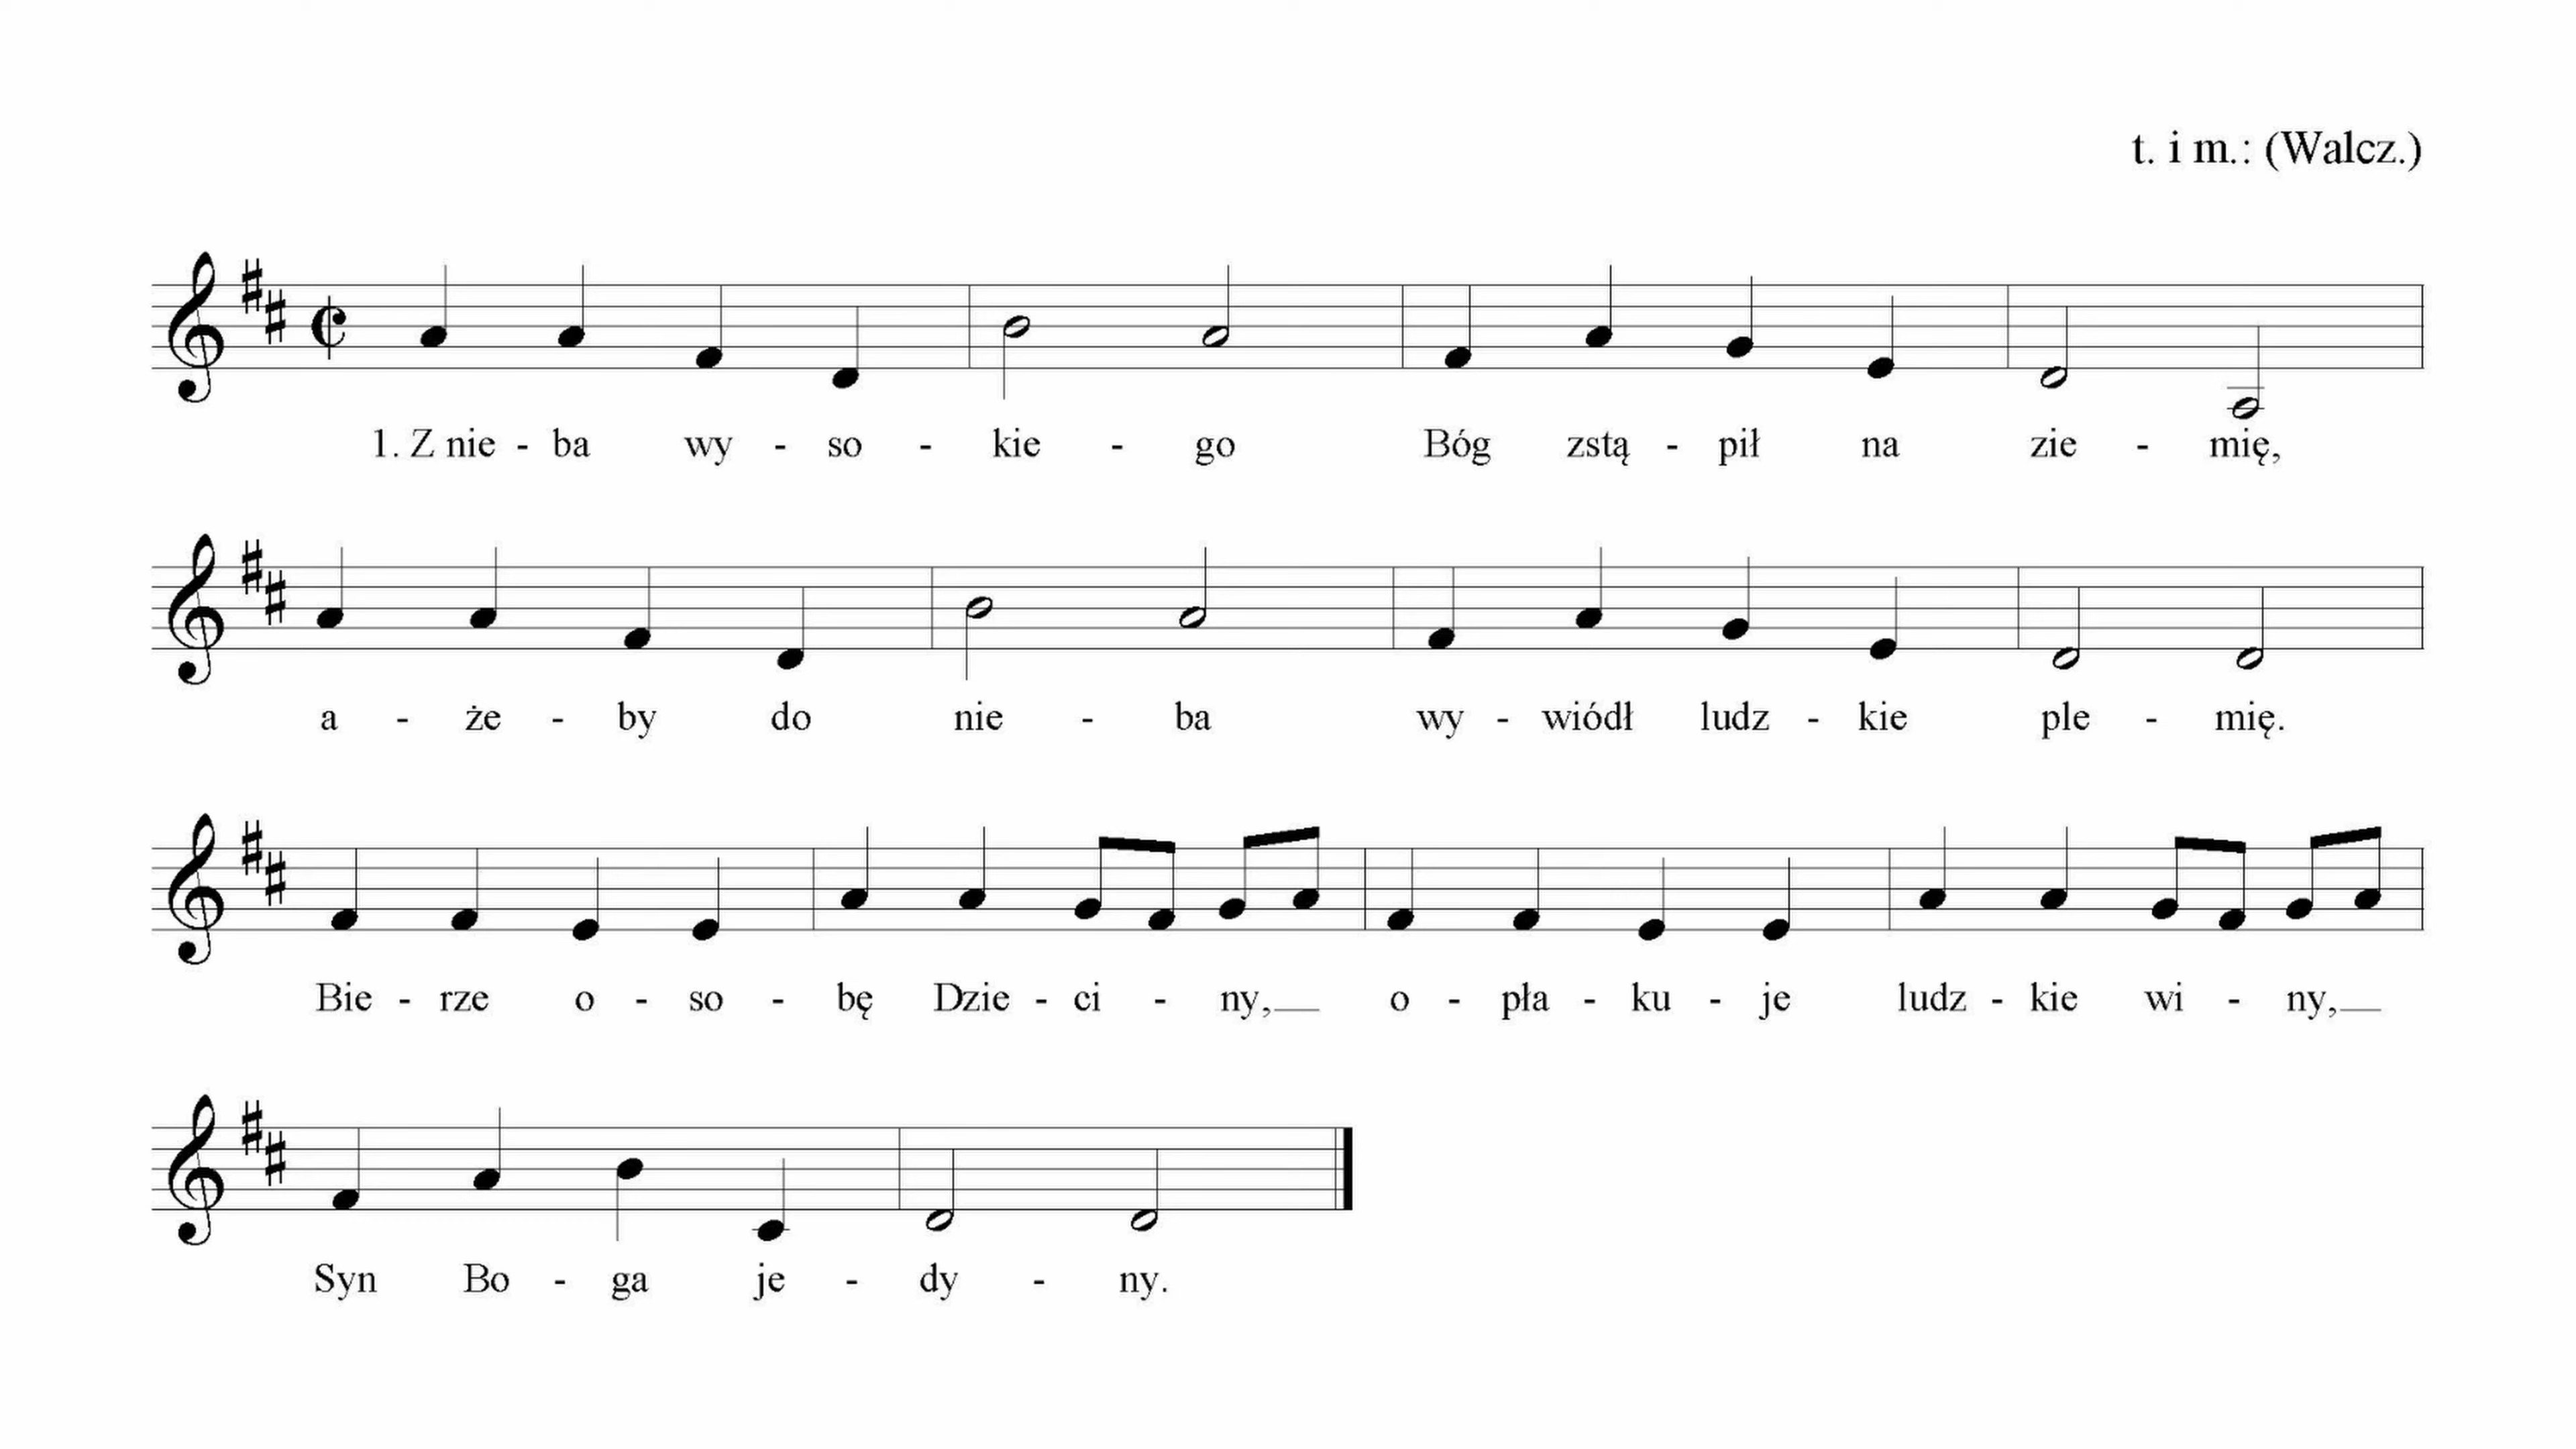 t. i m.: (Walcz.)
1. Z nie - ba wy - so - kie - go Bóg zstą - pił na zie - mię,
a - że - by do nie - ba wy - wiódł ludz - kie ple - mię.
Bie - rze o - so - bę Dzie - ci - ny, o - pła - ku - je ludz - kie wi - ny,
Syn Bo - ga je - dy - ny.